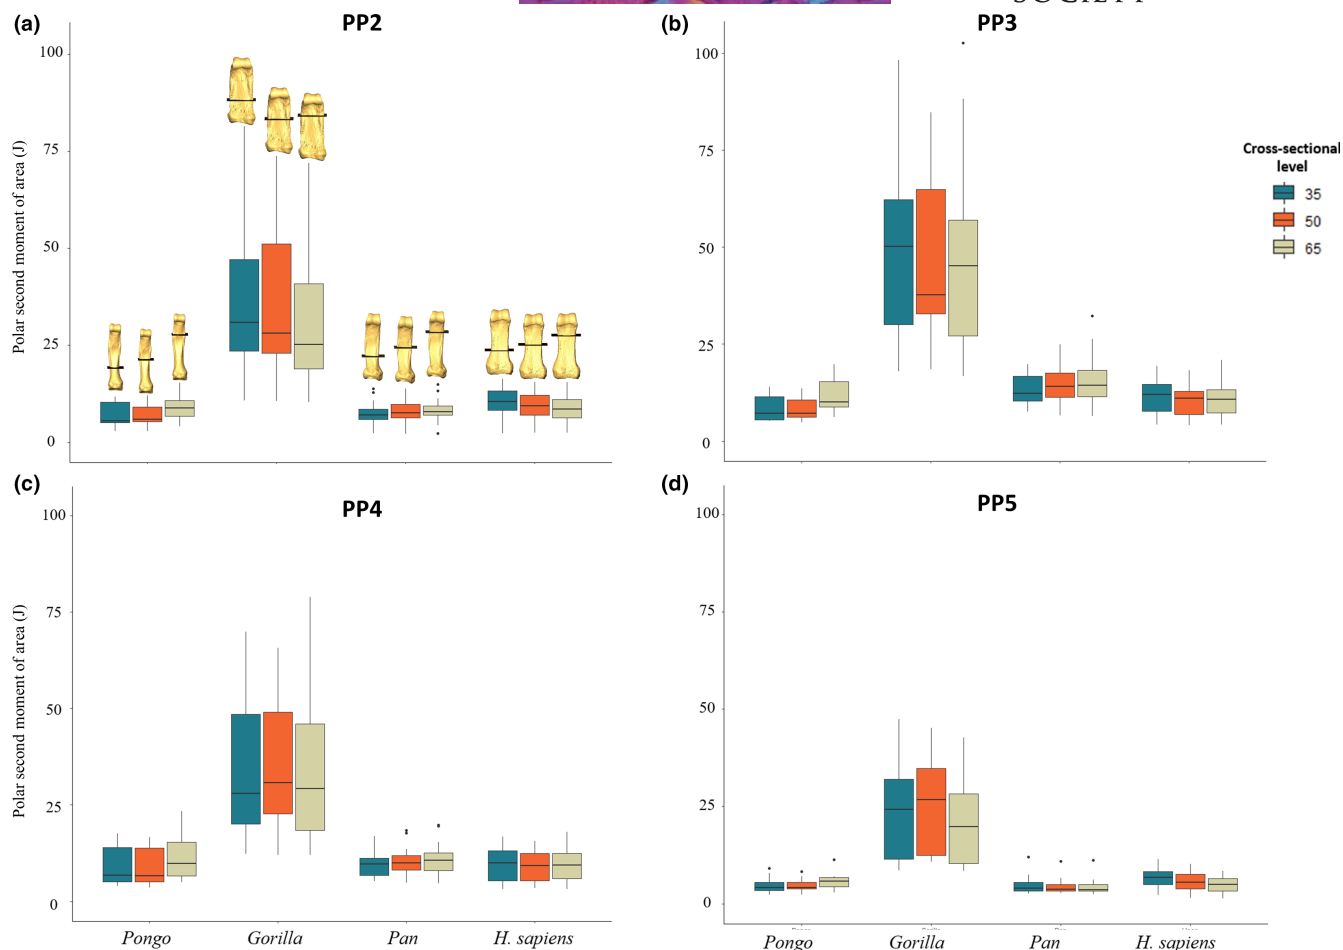 (a) PP2
(b) PP3
100
75
50
25
0
Polar second moment of area (J)
100
75
50
25
0
Cross-sectional
level
35
50
65
(c) PP4
(d) PP5
100
75
50
25
0
Polar second moment of area (J)
Pongo Gorilla Pan H. sapiens
100
75
50
25
0
Pongo Gorilla Pan H. sapiens